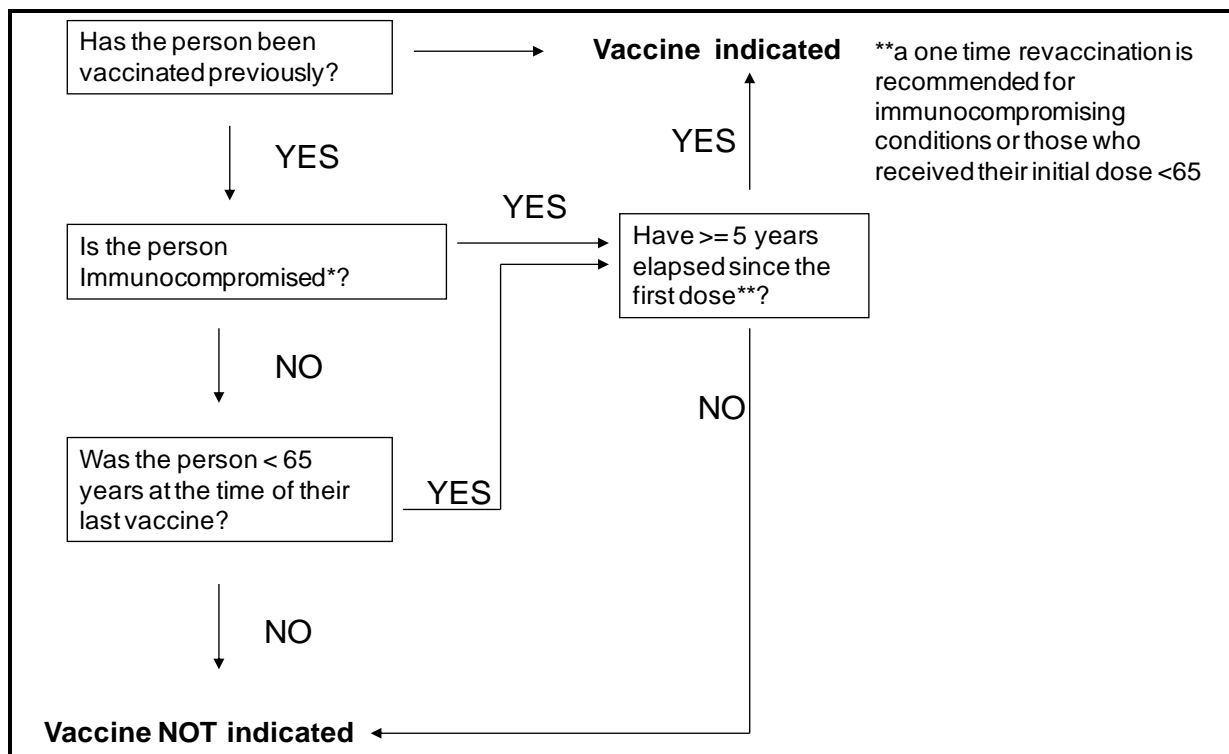 Has the person been
vaccinated previously?
Vaccine indicated
**a one time revaccination is
recommended for
immunocompromising
conditions or those who
received their initial dose <65
YES
YES
Is the person
Immunocompromised*?
YES
Have >= 5 years
elapsed since the
first dose**?
NO
NO
Was the person < 65
years at the time of their
last vaccine?
YES
NO
Vaccine NOT indicated